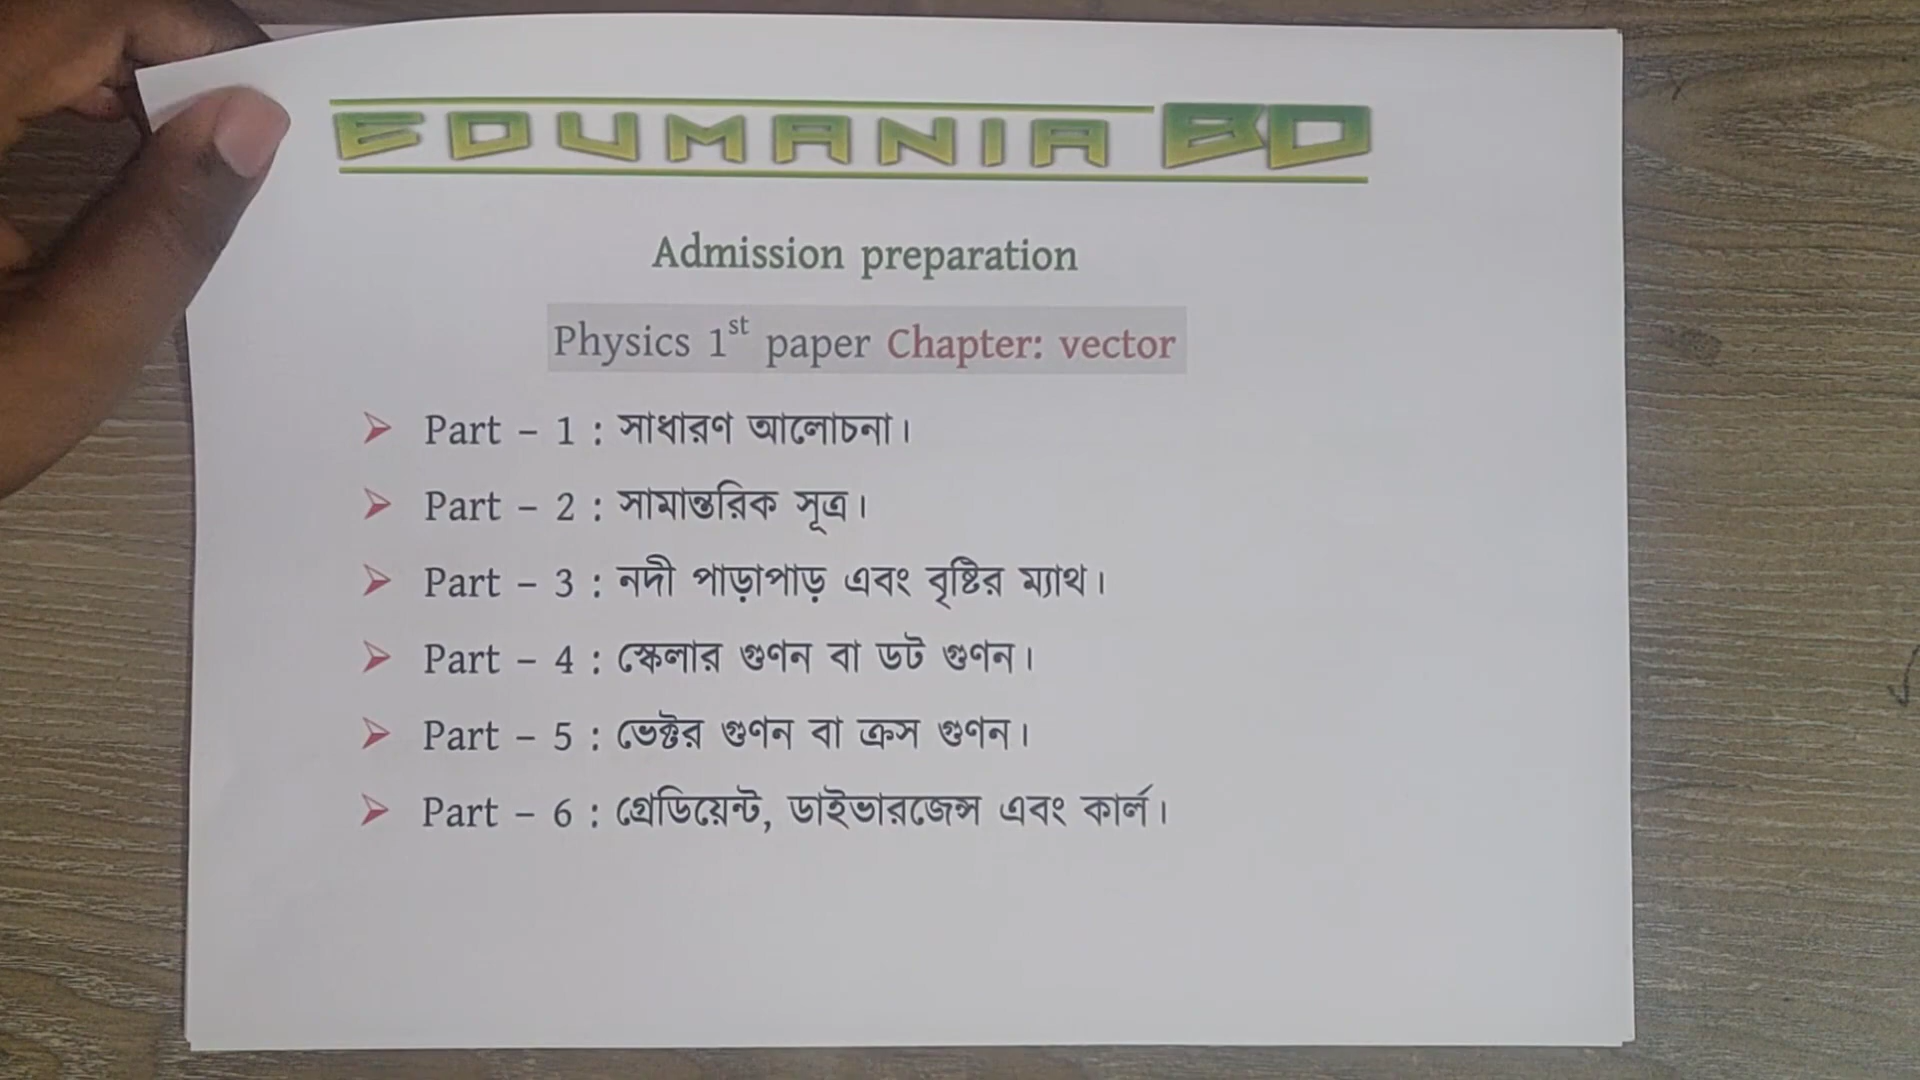 EDUMANIA BD
Admission preparation
Physics 1st paper Chapter: vector
➢ Part – 1 : সাধারণ আলোচনা।
➢ Part – 2 : সামান্তরিক সূত্র।
➢ Part – 3 : নদী পাড়াপাড় এবং বৃষ্টির ম্যাথ।
➢ Part – 4 : স্কেলার গুণন বা ডট গুণন।
➢ Part – 5 : ভেক্টর গুণন বা ক্রস গুণন।
➢ Part – 6 : গ্রেডিয়েন্ট, ডাইভারজেন্স এবং কার্ল।